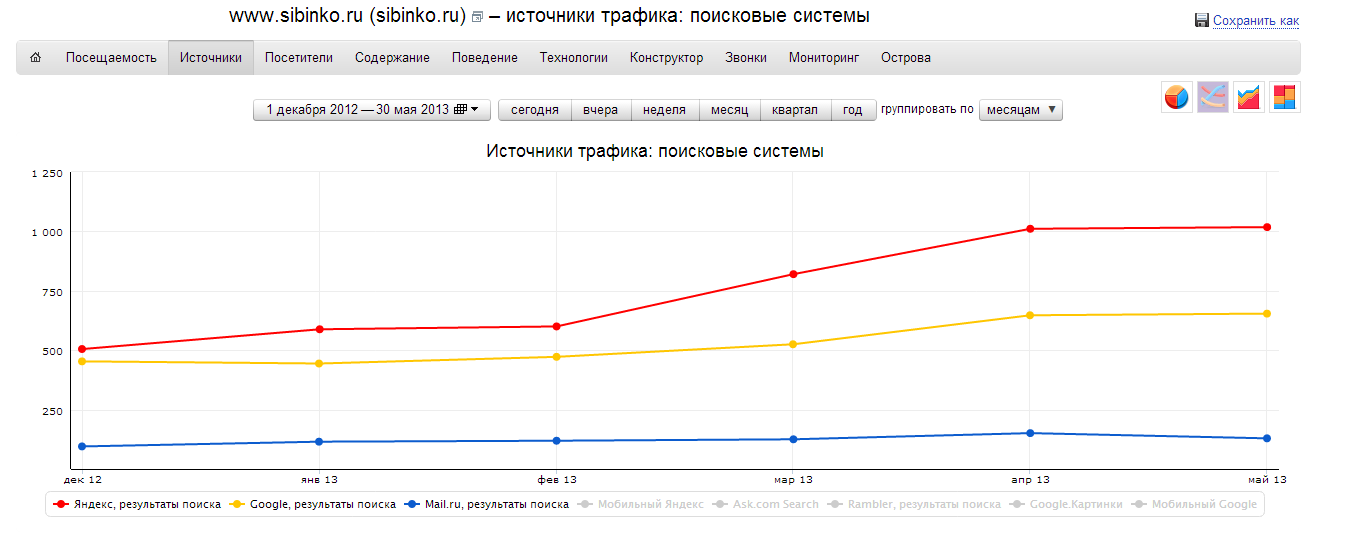 www.sibinko.ru (sibinko.ru) – источники трафика: поисковые системы
Сохранить как
Посещаемость Источники Посетители Содержание Поведение Технологии Конструктор Звонки Мониторинг Острова
1 декабря 2012 — 30 мая 2013 сегодня вчера неделя месяц квартал год группировать по месяцам
Источники трафика: поисковые системы
1 250
1 000
750
500
250
дек 12 янв 13 фев 13 мар 13 апр 13 май 13
Яндекс, результаты поиска Google, результаты поиска Mail.ru, результаты поиска Мобильный Яндекс Ask.com Search Rambler, результаты поиска Google.Картинки Мобильный Google